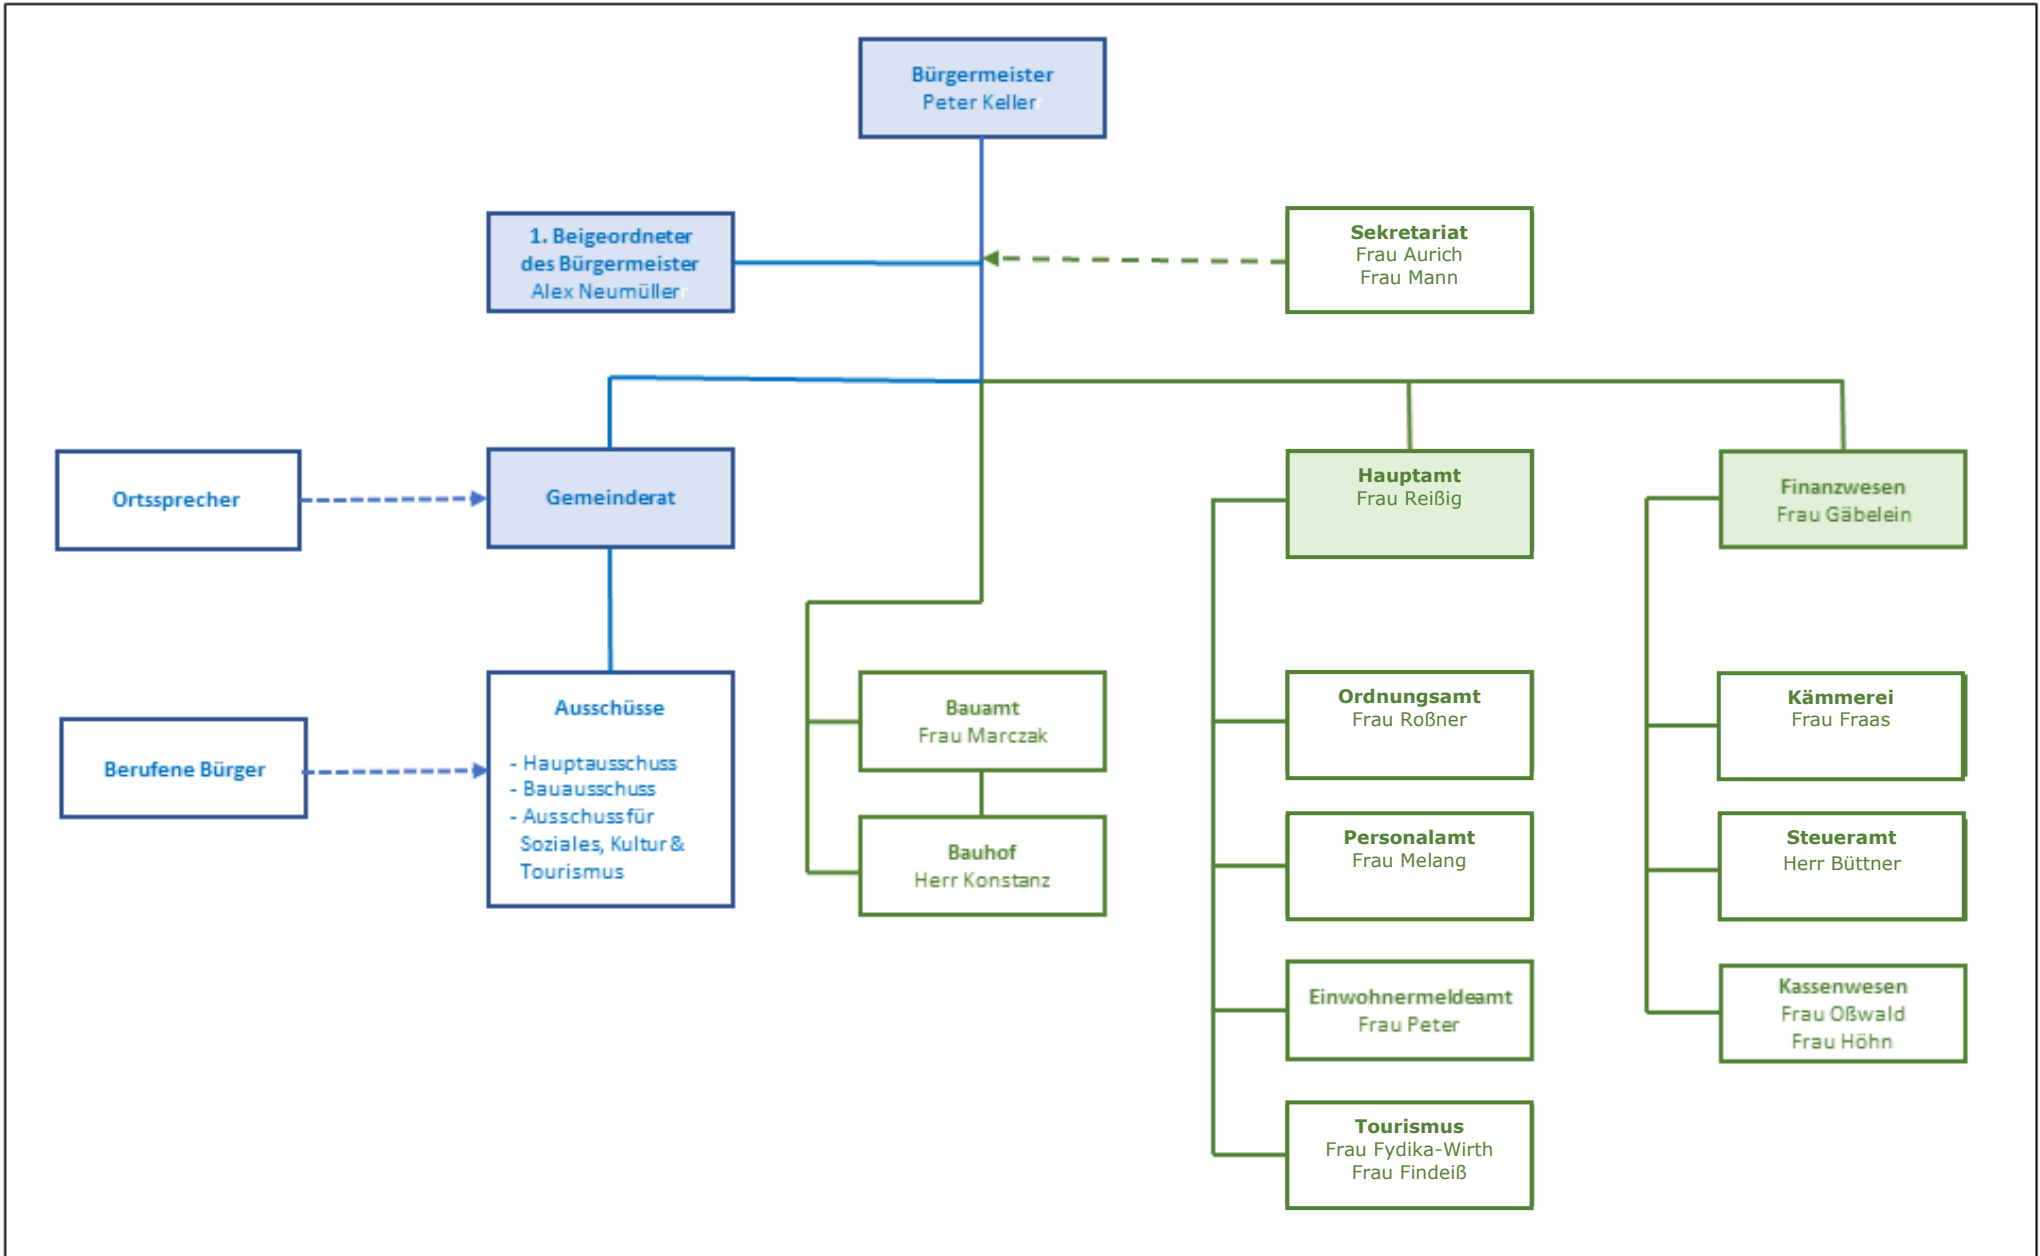 Bürgermeister
Peter Keller
1. Beigeordneter
des Bürgermeister
Alex Neumüller
Sekretariat
Frau Aurich
Frau Mann
Ortssprecher
Gemeinderat
Hauptamt
Frau Reißig
Finanzwesen
Frau Gäbelein
Berufene Bürger
Ausschüsse
- Hauptausschuss
- Bauausschuss
- Ausschuss für
Soziales, Kultur &
Tourismus
Bauamt
Frau Marczak
Bauhof
Herr Konstanz
Ordnungsamt
Frau Roßner
Personalamt
Frau Melang
Einwohnermeldeamt
Frau Peter
Tourismus
Frau Fydika-Wirth
Frau Findeiß
Kämmerei
Frau Fraas
Steueramt
Herr Büttner
Kassenwesen
Frau Oßwald
Frau Höhn